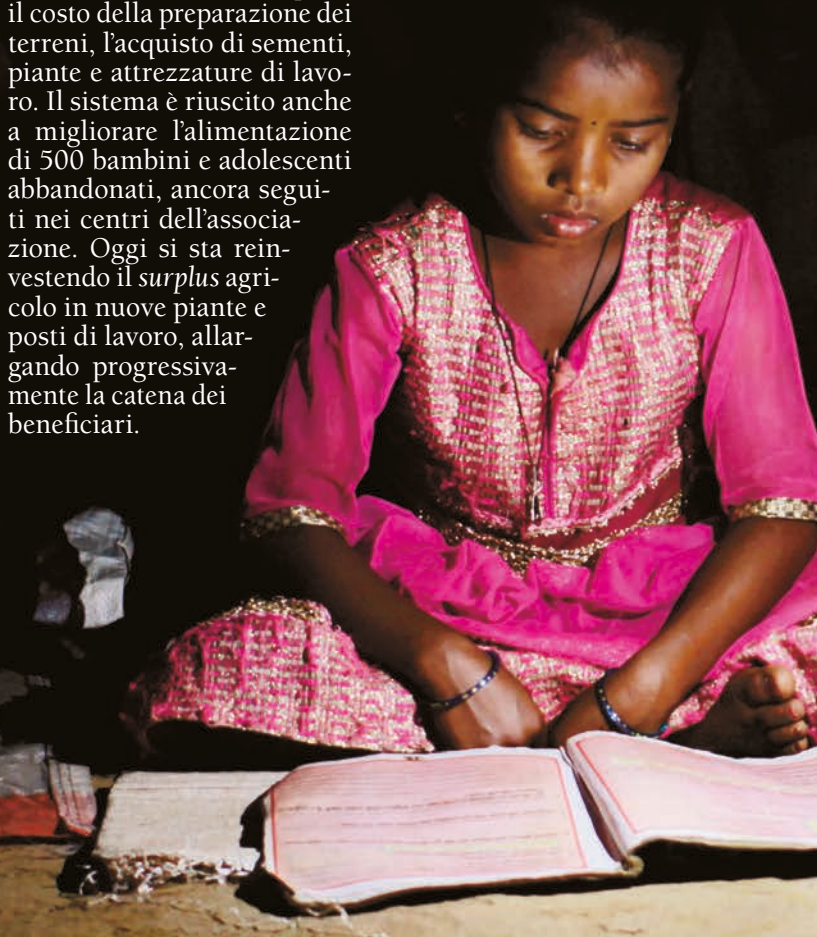 il costo della preparazione dei
terreni, l’acquisto di sementi,
piante e attrezzature di lavo-
ro. Il sistema è riuscito anche
a migliorare l’alimentazione
di 500 bambini e adolescenti
abbandonati, ancora segui-
ti nei centri dell’associa-
zione. Oggi si sta rein-
vestendo il surplus agri-
colo in nuove piante e
posti di lavoro, allar-
gando progressiva-
mente la catena dei
beneficiari.